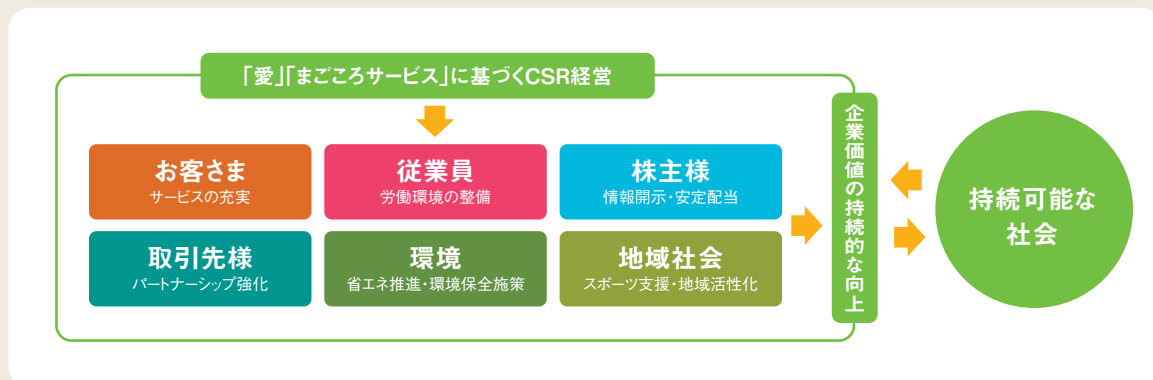 「愛」「まごころサービス」に基づくCSR経営
お客さま
サービスの充実
従業員
労働環境の整備
株主様
情報開示・安定配当
取引先様
パートナーシップ強化
環境
省エネ推進・環境保全施策
地域社会
スポーツ支援・地域活性化
企業価値の持続的な向上
持続可能な
社会